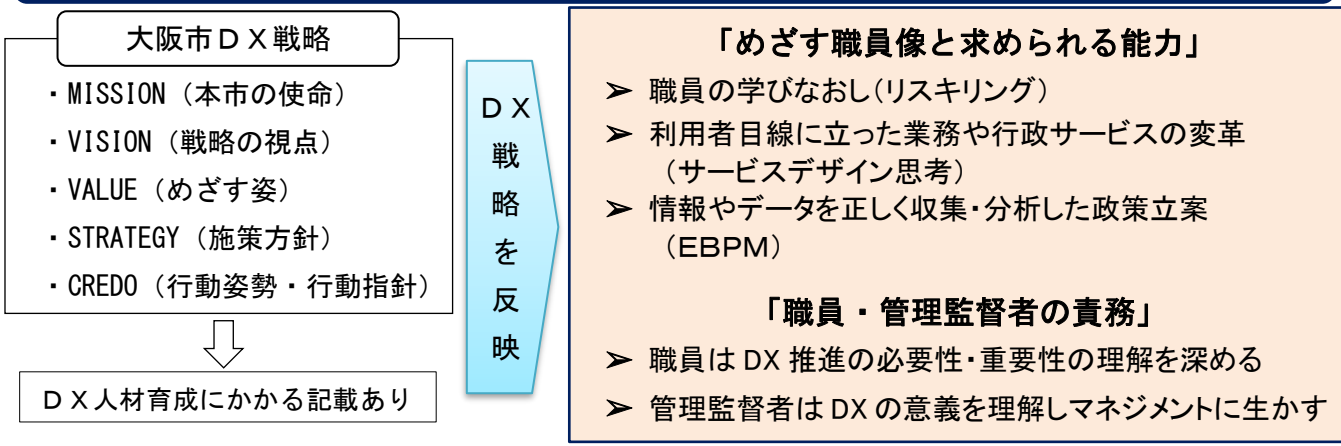 大阪市ＤＸ戦略
・MISSION（本市の使命）
・VISION（戦略の視点）
・VALUE（めざす姿）
・STRATEGY（施策方針）
・CREDO（行動姿勢・行動指針）
ＤＸ人材育成にかかる記載あり
ＤＸ戦略を反映
「めざす職員像と求められる能力」
➢ 職員の学びなおし（リスキリング）
➢ 利用者目線に立った業務や行政サービスの変革
（サービスデザイン思考）
➢ 情報やデータを正しく収集・分析した政策立案
（ＥＢＰＭ）
「職員・管理監督者の責務」
➢ 職員は DX 推進の必要性・重要性の理解を深める
➢ 管理監督者は DX の意義を理解しマネジメントに生かす